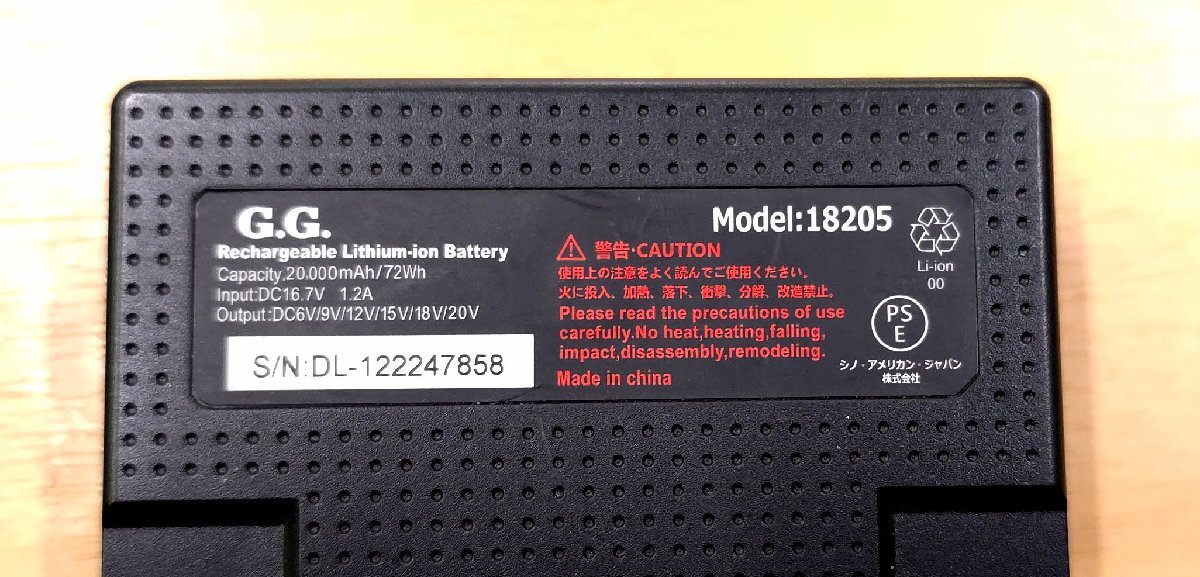 G.G.
Rechargeable Lithium-ion Battery
Capacity,20.000mAh/72Wh
Input:DC16.7V 1.2A
Output:DC6V/9V/12V/15V/18V/20V
S/N:DL-122247858
Model:18205
警告・CAUTION
使用上の注意をよく読んでご使用ください。
火に投入、加熱、落下、衝撃、分解、改造禁止。
Please read the precautions of use
carefully.No heat,heating,falling,
impact,disassembly,remodeling.
Made in china
Li-ion
00
PS
E
シノ・アメリカン・ジャパン
株式会社